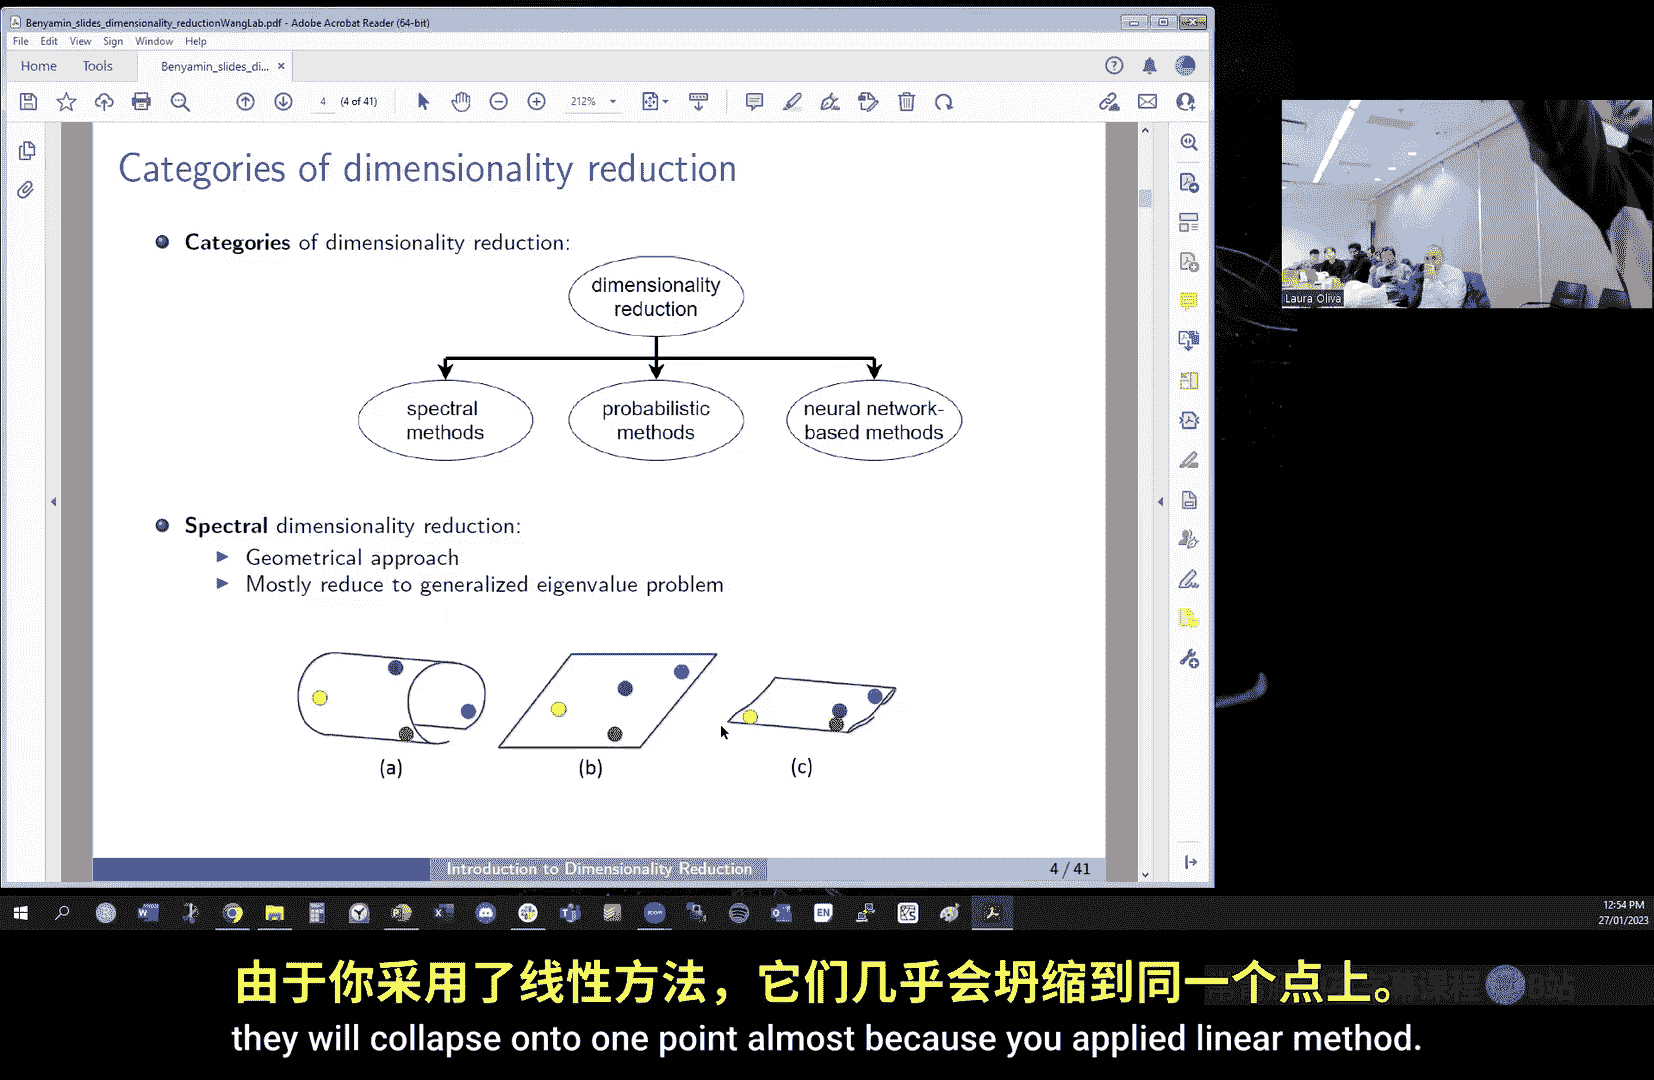 Benyamin_slides_dimensionality_reductionWangLab.pdf - Adobe Acrobat Reader (64-bit)
File Edit View Sign Window Help
Home Tools Benyamin_slides_di... ×
4 (4 of 41) 212%
Categories of dimensionality reduction
Categories of dimensionality reduction:
dimensionality
reduction
spectral
methods
probabilistic
methods
neural network-
based methods
Spectral dimensionality reduction:
Geometrical approach
Mostly reduce to generalized eigenvalue problem
(a) (b) (c)
Introduction to Dimensionality Reduction
4 / 41
Laura Oliva
EN
12:54 PM
27/01/2023
由于你采用了线性方法，它们几乎会坍缩到同一个点上。
they will collapse onto one point almost because you applied linear method.